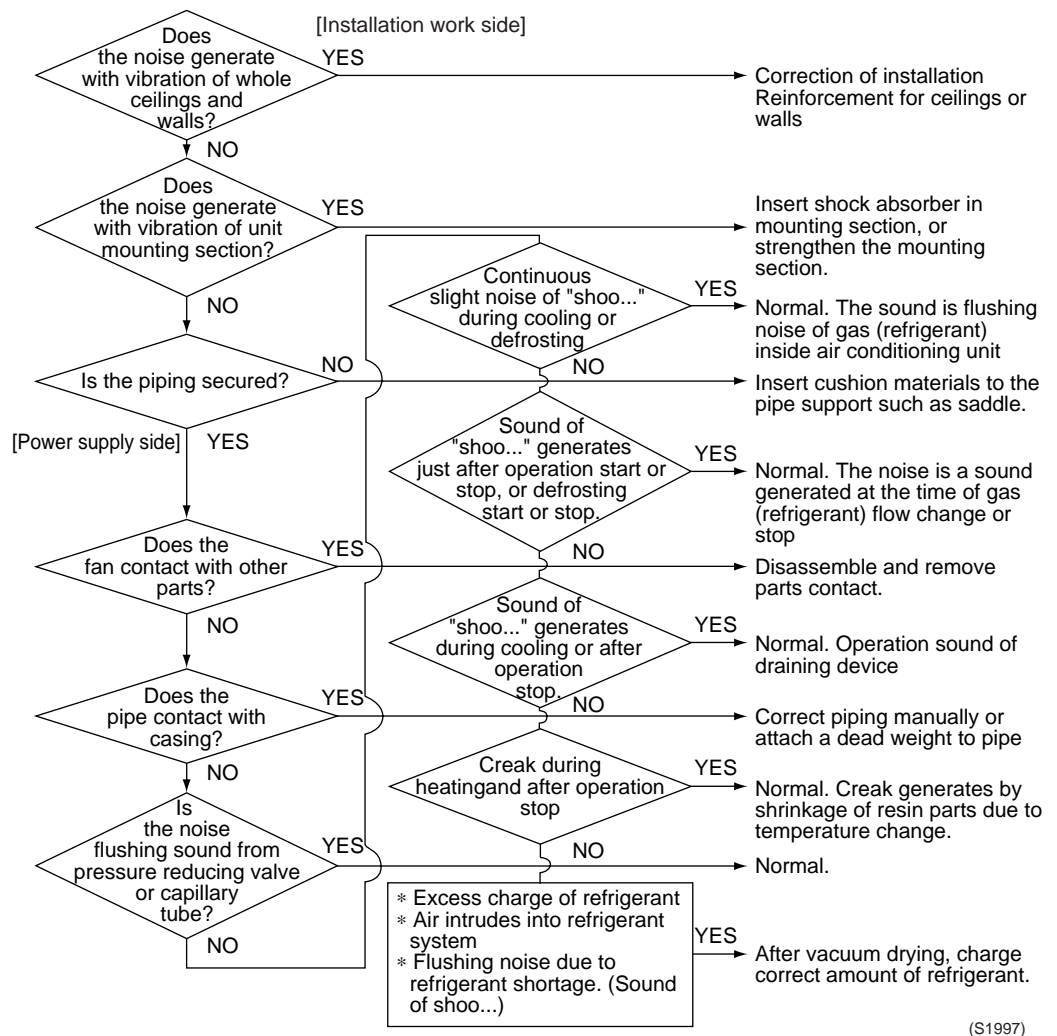 [Installation work side]
Does
the noise generate
with vibration of whole
ceilings and
walls?
YES
Correction of installation
Reinforcement for ceilings or
walls
NO
Does
the noise generate
with vibration of unit
mounting section?
YES
Insert shock absorber in
mounting section, or
strengthen the mounting
section.
NO
Is the piping secured?
NO
Insert cushion materials to the
pipe support such as saddle.
[Power supply side]
YES
Does the
fan contact with other
parts?
YES
Disassemble and remove
parts contact.
NO
Does the
pipe contact with
casing?
YES
Correct piping manually or
attach a dead weight to pipe
NO
Is
the noise
flushing sound from
pressure reducing valve
or capillary
tube?
YES
Normal.
NO
Continuous
slight noise of "shoo..."
during cooling or
defrosting
YES
Normal. The sound is flushing
noise of gas (refrigerant)
inside air conditioning unit
NO
Sound of
"shoo..." generates
just after operation start or
stop, or defrosting
start or stop.
YES
Normal. The noise is a sound
generated at the time of gas
(refrigerant) flow change or
stop
NO
Sound of
"shoo..." generates
during cooling or after
operation
stop.
YES
Normal. Operation sound of
draining device
NO
Creak during
heatingand after operation
stop
YES
Normal. Creak generates by
shrinkage of resin parts due to
temperature change.
NO
* Excess charge of refrigerant
* Air intrudes into refrigerant
system
* Flushing noise due to
refrigerant shortage. (Sound
of shoo...)
YES
After vacuum drying, charge
correct amount of refrigerant.
(S1997)